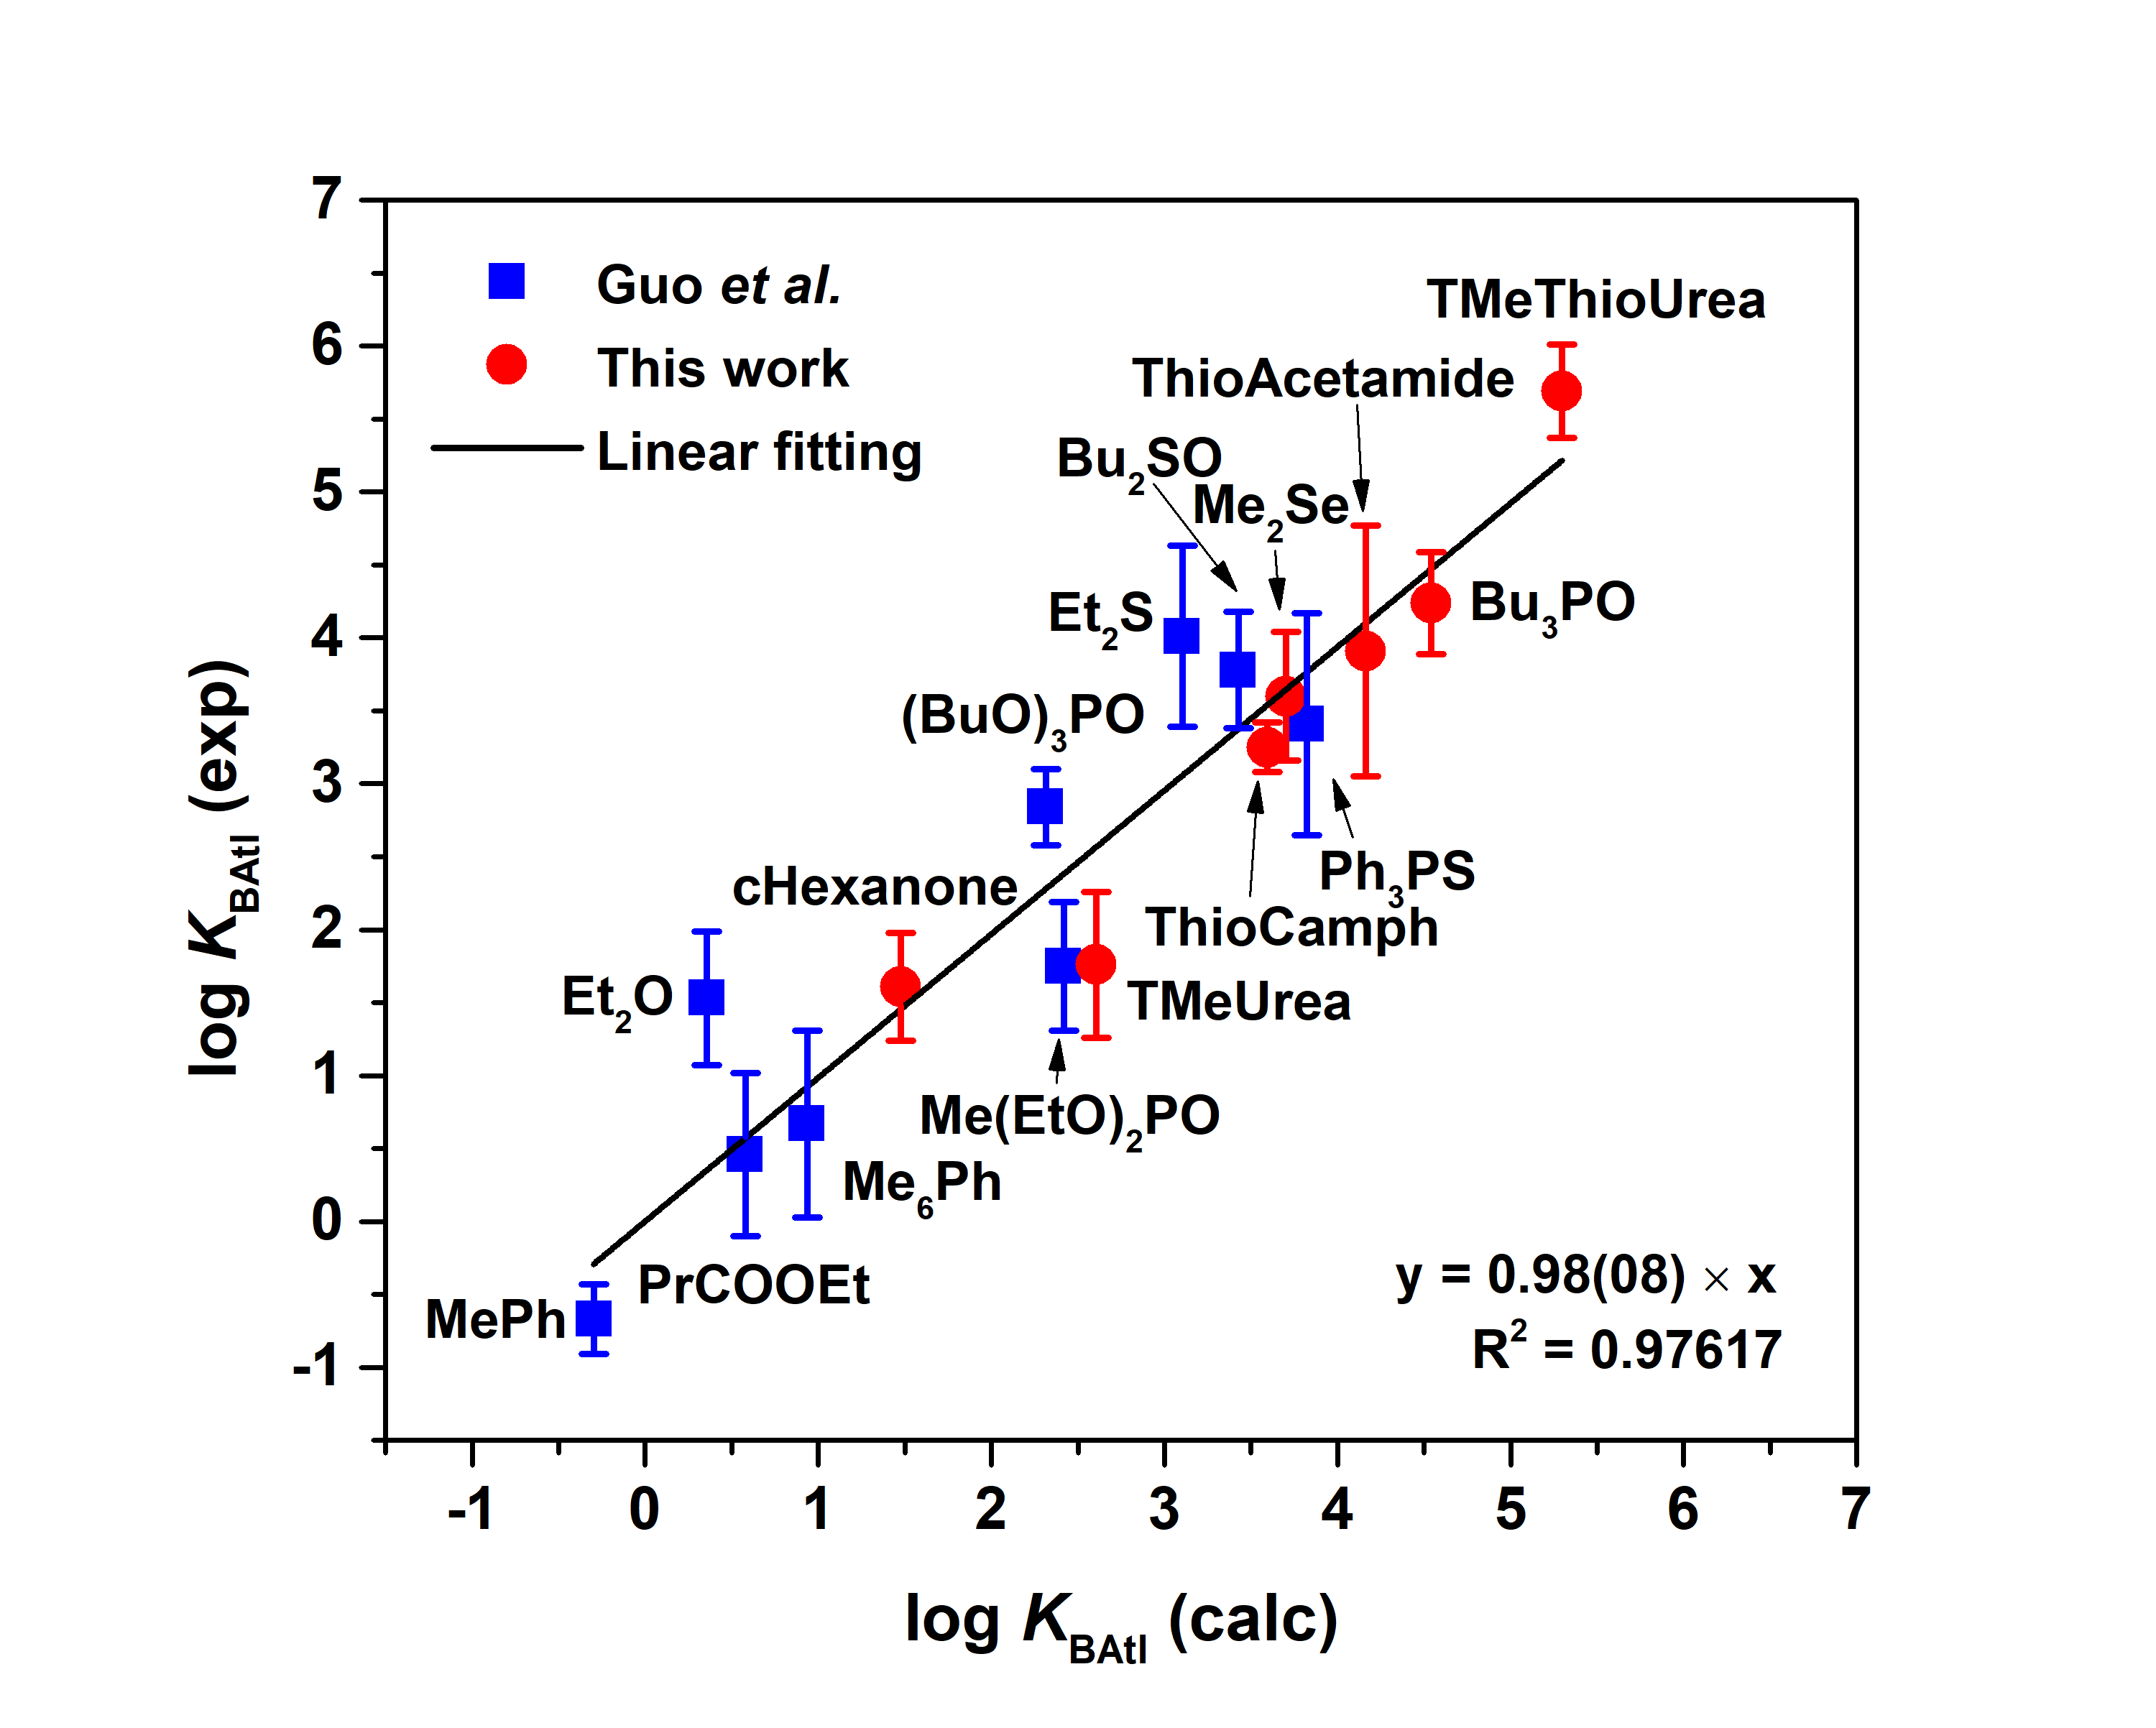 7
6
5
4
3
2
1
0
-1
log K_BAtI (exp)
Guo et al.
This work
Linear fitting
TMeThioUrea
ThioAcetamide
Bu₂SO
Me₂Se
Et₂S
Bu₃PO
(BuO)₃PO
cHexanone
Ph₃PS
ThioCamph
Et₂O
TMeUrea
Me(EtO)₂PO
Me₆Ph
PrCOOEt
MePh
y = 0.98(08) × x
R² = 0.97617
-1 0 1 2 3 4 5 6 7
log K_BAtI (calc)